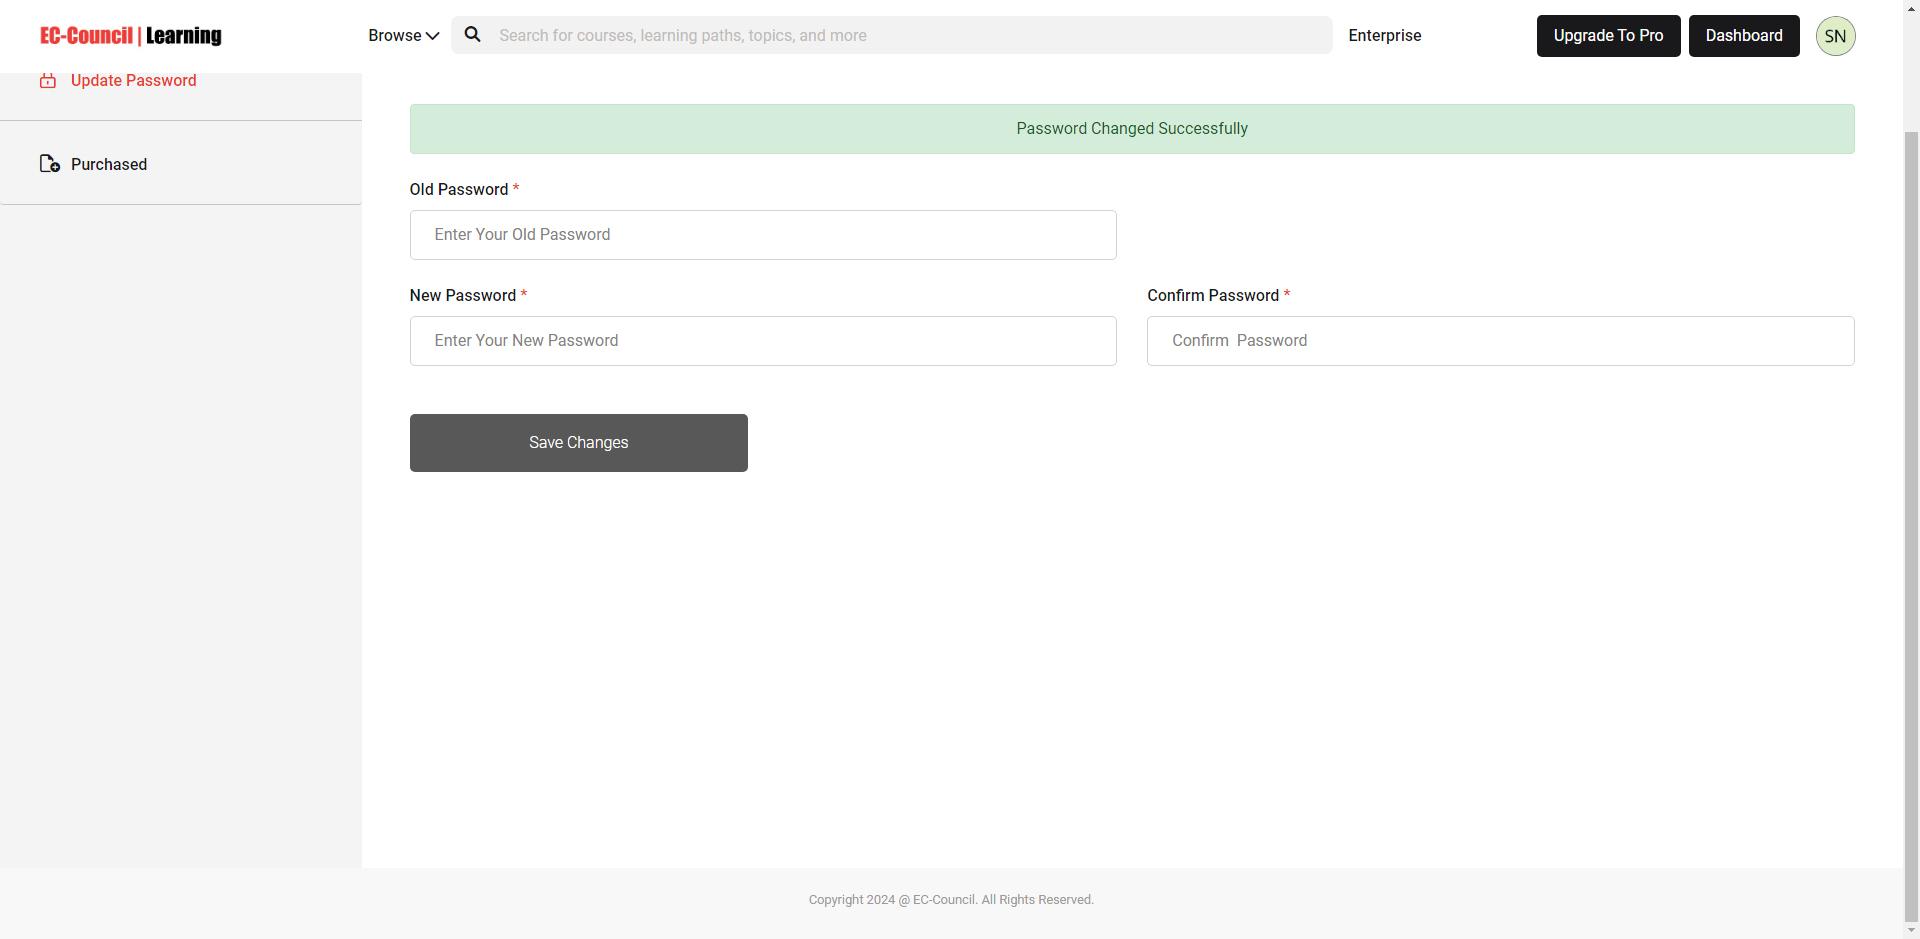 EC-Council | Learning
Browse
Search for courses, learning paths, topics, and more
Enterprise
Upgrade To Pro
Dashboard
SN
Update Password
Purchased
Password Changed Successfully
Old Password *
Enter Your Old Password
New Password *
Enter Your New Password
Confirm Password *
Confirm  Password
Save Changes
Copyright 2024 @ EC-Council. All Rights Reserved.